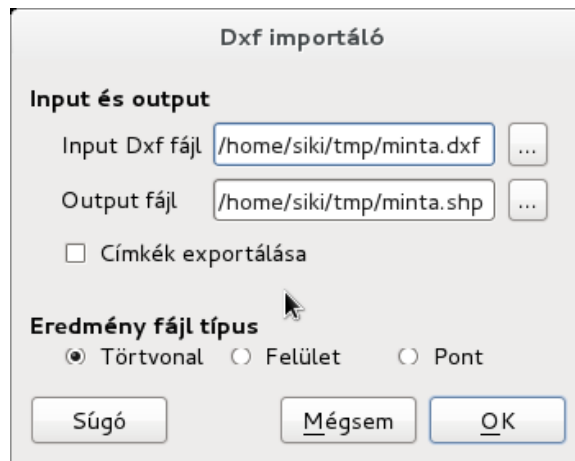 Dxf importáló
Input és output
Input Dxf fájl /home/siki/tmp/minta.dxf ...
Output fájl /home/siki/tmp/minta.shp ...
Címkék exportálása
Eredmény fájl típus
Törtvonal Felület Pont
Súgó Mégsem OK